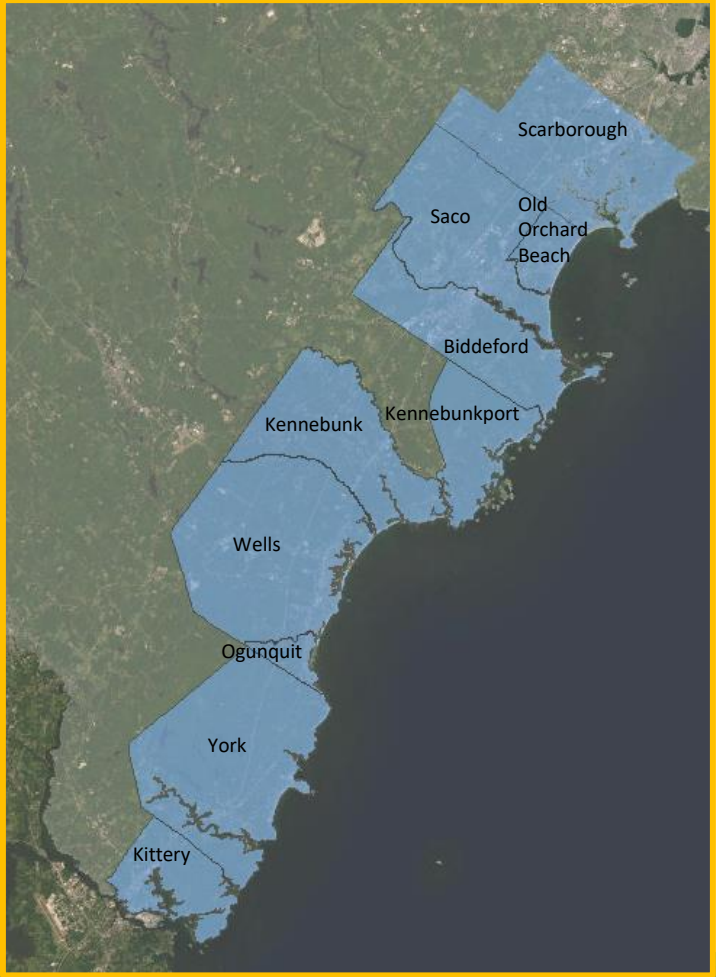 Scarborough
Old
Orchard
Beach
Saco
Biddeford
Kennebunkport
Kennebunk
Wells
Ogunquit
York
Kittery